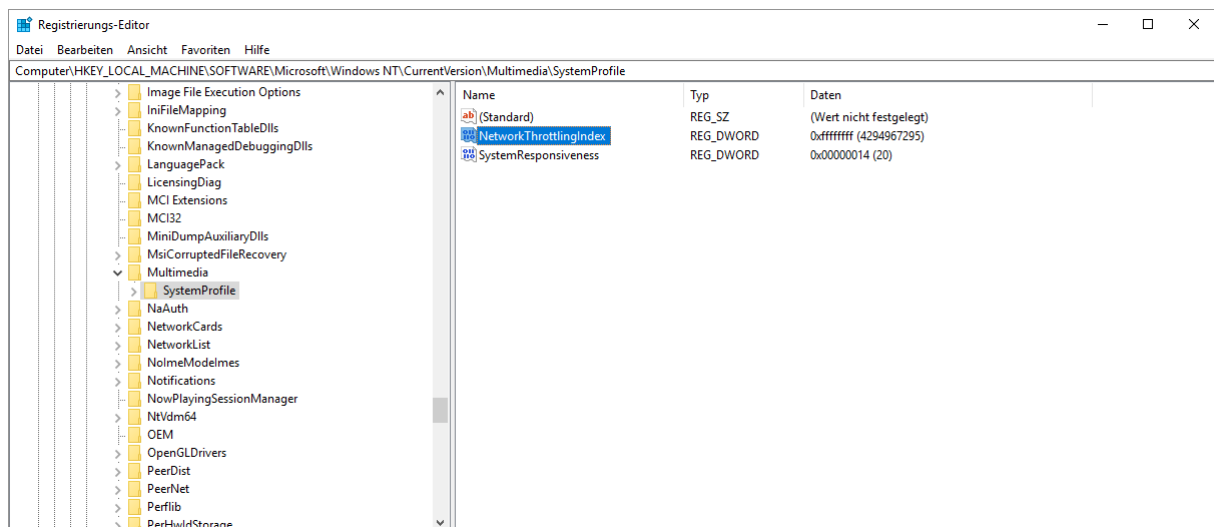 Registrierungs-Editor
Datei Bearbeiten Ansicht Favoriten Hilfe
Computer\HKEY_LOCAL_MACHINE\SOFTWARE\Microsoft\Windows NT\CurrentVersion\Multimedia\SystemProfile
Image File Execution Options
IniFileMapping
KnownFunctionTableDlls
KnownManagedDebuggingDlls
LanguagePack
LicensingDiag
MCI Extensions
MCI32
MiniDumpAuxiliaryDlls
MsiCorruptedFileRecovery
Multimedia
SystemProfile
NaAuth
NetworkCards
NetworkList
NoImeModeImes
Notifications
NowPlayingSessionManager
NtVdm64
OEM
OpenGLDrivers
PeerDist
PeerNet
Perflib
PerHwIdStorage
Name Typ Daten
(Standard) REG_SZ (Wert nicht festgelegt)
NetworkThrottlingIndex REG_DWORD 0xffffffff (4294967295)
SystemResponsiveness REG_DWORD 0x00000014 (20)